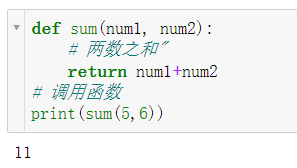 def sum(num1, num2):
    # 两数之和"
    return num1+num2
# 调用函数
print(sum(5,6))
11